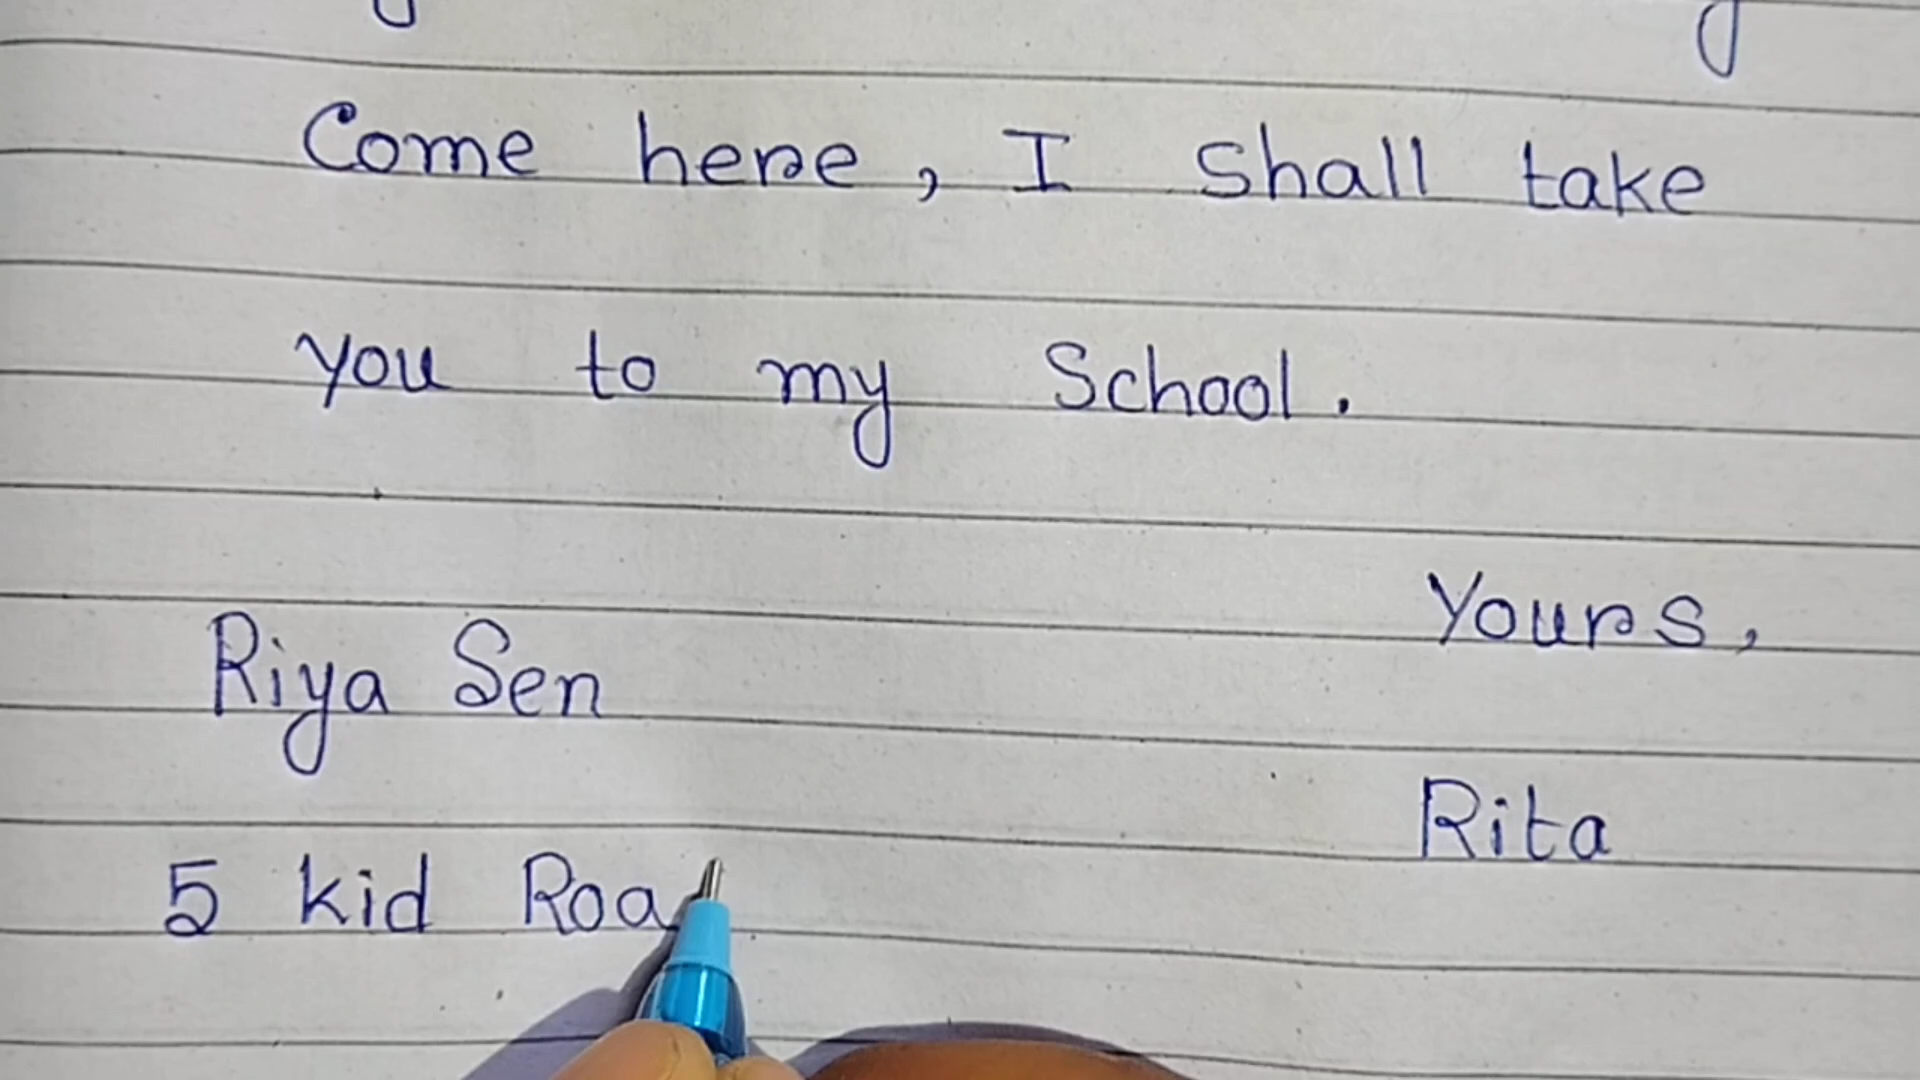 Come here, I shall take
you to my School.
Yours,
Riya Sen
Rita
5 kid Roa